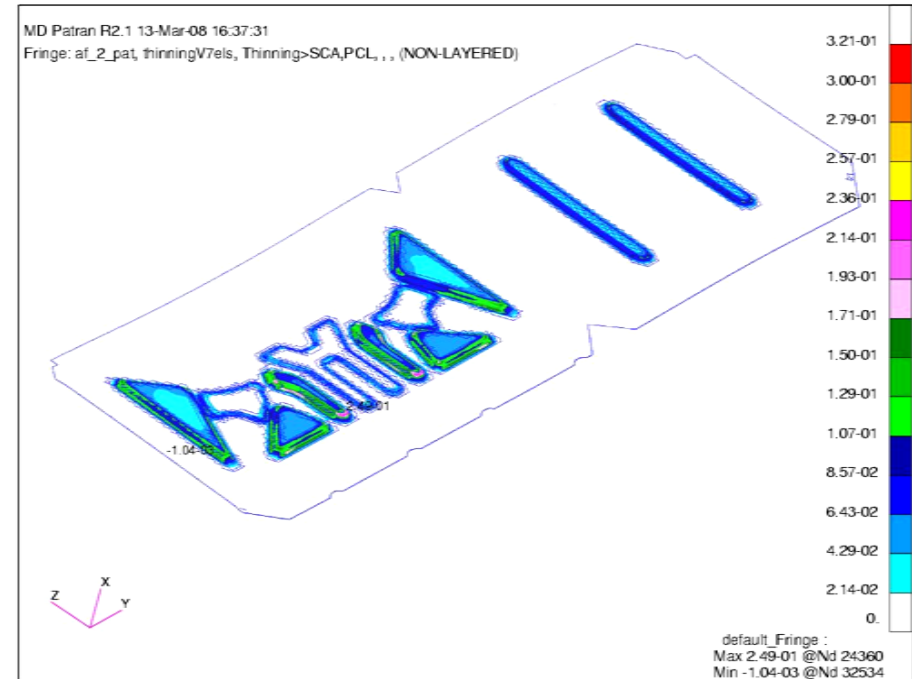 MD Patran R2.1 13-Mar-08 16:37:31
Fringe: af_2_pat, thinningV7els, Thinning>SCA,PCL, , , (NON-LAYERED)
3.21-01
3.00-01
2.79-01
2.57-01
2.36-01
2.14-01
1.93-01
1.71-01
1.50-01
1.29-01
1.07-01
8.57-02
6.43-02
4.29-02
2.14-02
0.
2.49-01
-1.04-03
X
Z
Y
default_Fringe :
Max 2.49-01 @Nd 24360
Min -1.04-03 @Nd 32534